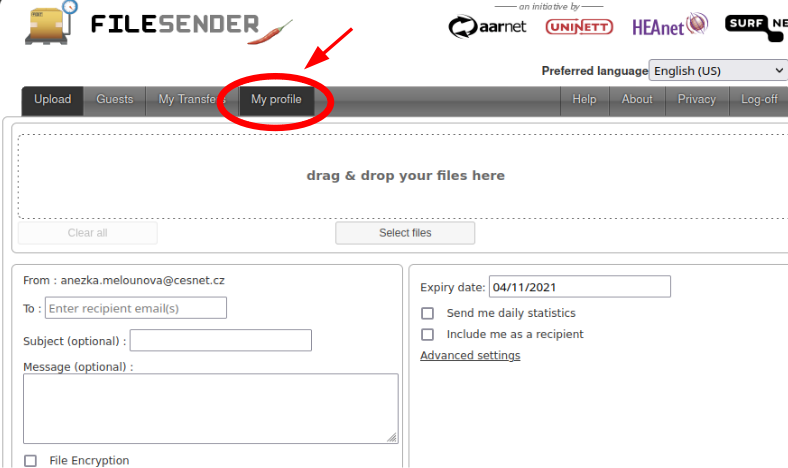 an initiative by
FILESENDER
aarnet
UNINETT
HEAnet
SURF NE
Preferred language English (US)
Upload Guests My Transfers My profile Help About Privacy Log-off
drag & drop your files here
Clear all Select files
From : anezka.melounova@cesnet.cz
Expiry date: 04/11/2021
To : Enter recipient email(s)
Send me daily statistics
Include me as a recipient
Subject (optional) :
Advanced settings
Message (optional) :
File Encryption